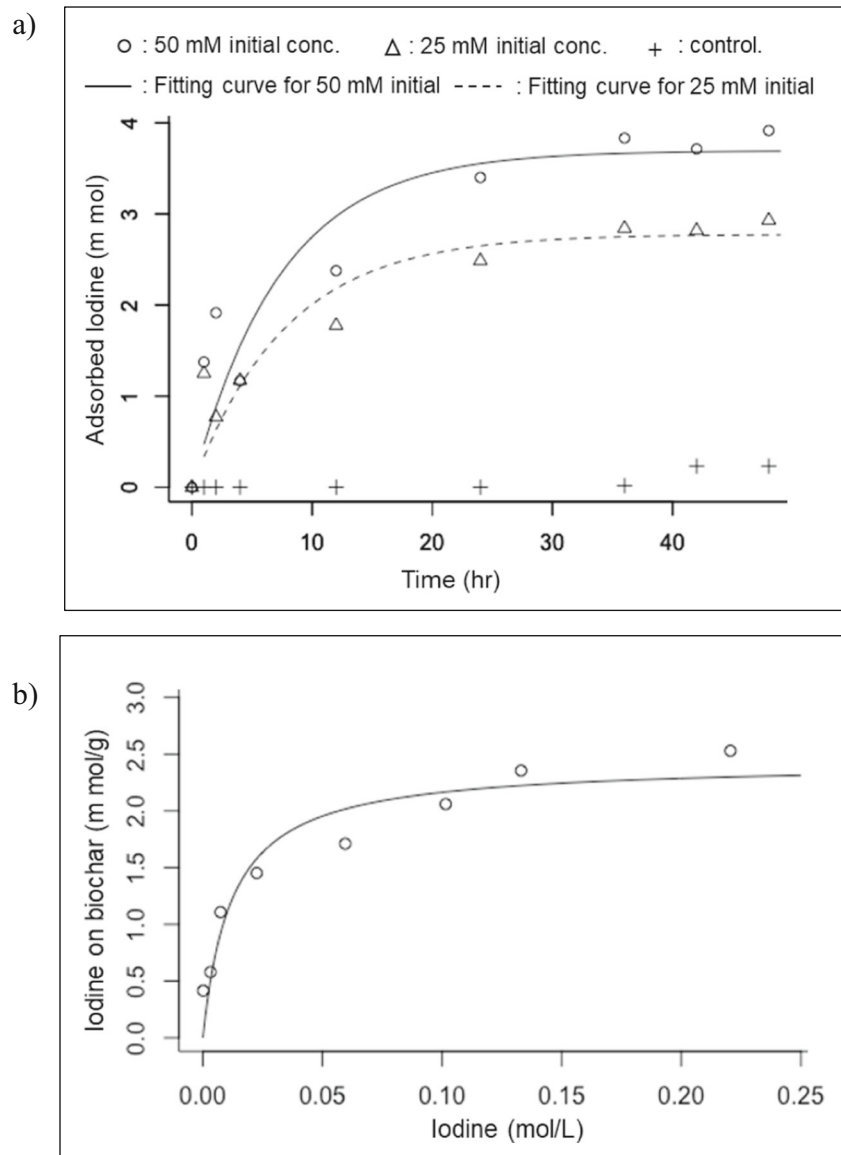 a)
○ : 50 mM initial conc. △ : 25 mM initial conc. + : control.
—— : Fitting curve for 50 mM initial ---- : Fitting curve for 25 mM initial
4
3
2
1
0
Adsorbed Iodine (m mol)
0 10 20 30 40
Time (hr)
b)
3.0
2.5
2.0
1.5
1.0
0.5
0.0
Iodine on biochar (m mol/g)
0.00 0.05 0.10 0.15 0.20 0.25
Iodine (mol/L)